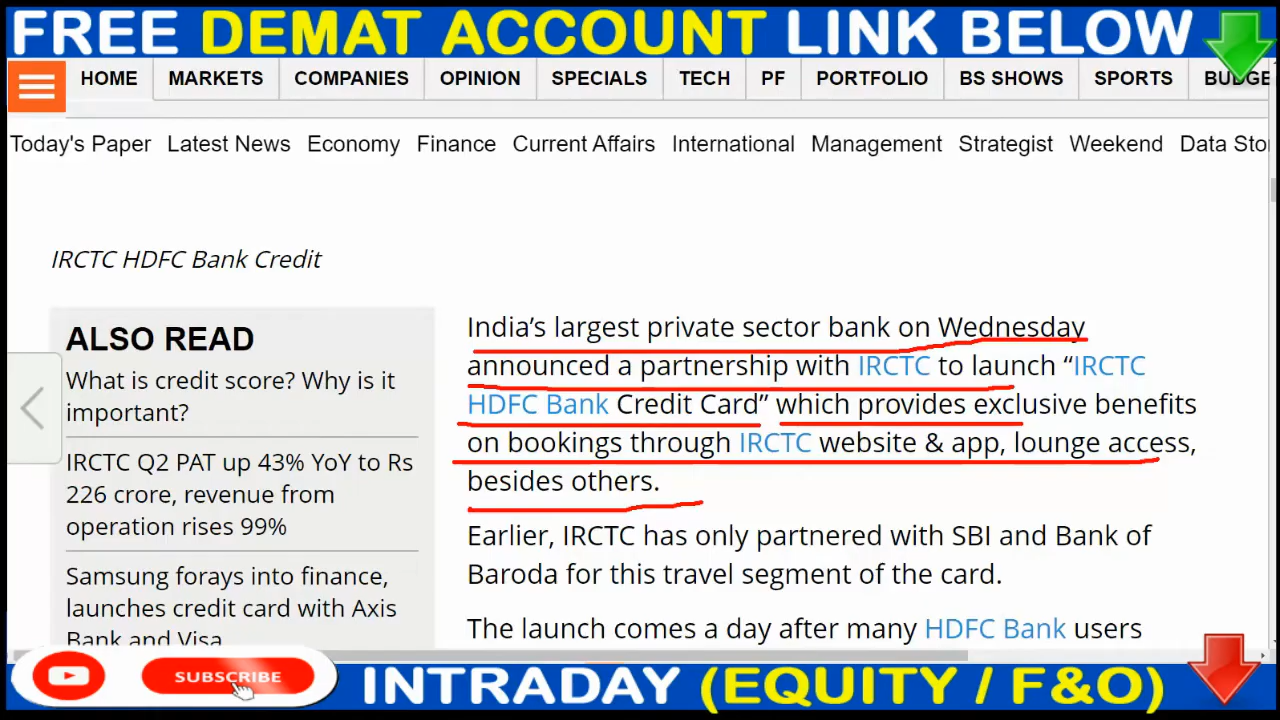 FREE DEMAT ACCOUNT LINK BELOW
HOME MARKETS COMPANIES OPINION SPECIALS TECH PF PORTFOLIO BS SHOWS SPORTS BUDGE
Today's Paper Latest News Economy Finance Current Affairs International Management Strategist Weekend Data Sto
IRCTC HDFC Bank Credit
ALSO READ
What is credit score? Why is it
important?
IRCTC Q2 PAT up 43% YoY to Rs
226 crore, revenue from
operation rises 99%
Samsung forays into finance,
launches credit card with Axis
Bank and Visa
India’s largest private sector bank on Wednesday
announced a partnership with IRCTC to launch “IRCTC
HDFC Bank Credit Card” which provides exclusive benefits
on bookings through IRCTC website & app, lounge access,
besides others.
Earlier, IRCTC has only partnered with SBI and Bank of
Baroda for this travel segment of the card.
The launch comes a day after many HDFC Bank users
SUBSCRIBE
INTRADAY (EQUITY / F&O)